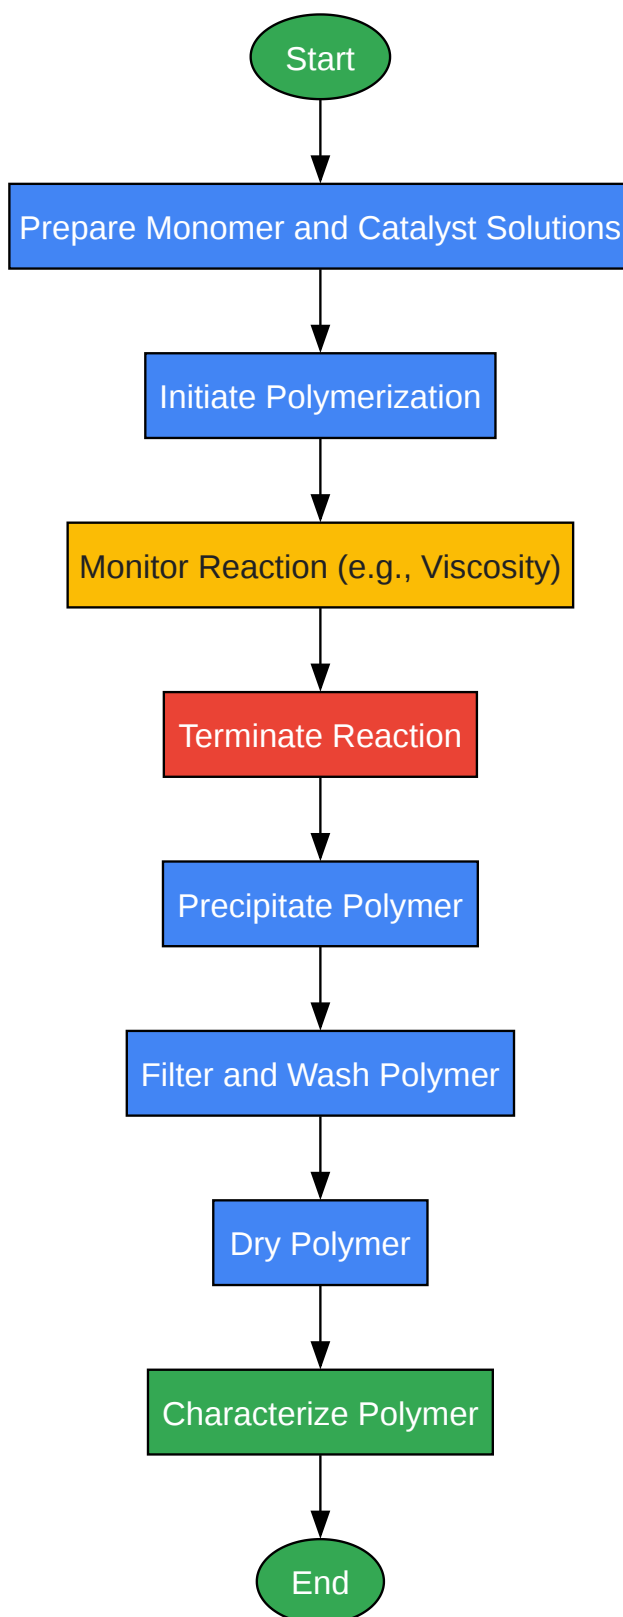 Start
Prepare Monomer and Catalyst Solutions
Initiate Polymerization
Monitor Reaction (e.g., Viscosity)
Terminate Reaction
Precipitate Polymer
Filter and Wash Polymer
Dry Polymer
Characterize Polymer
End